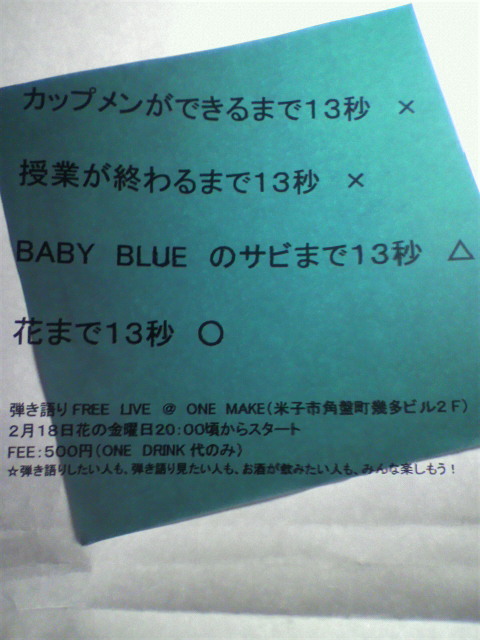 カップメンができるまで13秒　×
授業が終わるまで13秒　×
BABY　BLUE　のサビまで13秒　△
花まで13秒　〇
弾き語り FREE　LIVE　@　ONE　MAKE（米子市角盤町幾多ビル2F）
2月18日花の金曜日20:00頃からスタート
FEE：500円（ONE　DRINK 代のみ）
☆弾き語りしたい人も、弾き語り見たい人も、お酒が飲みたい人も、みんな楽しもう！